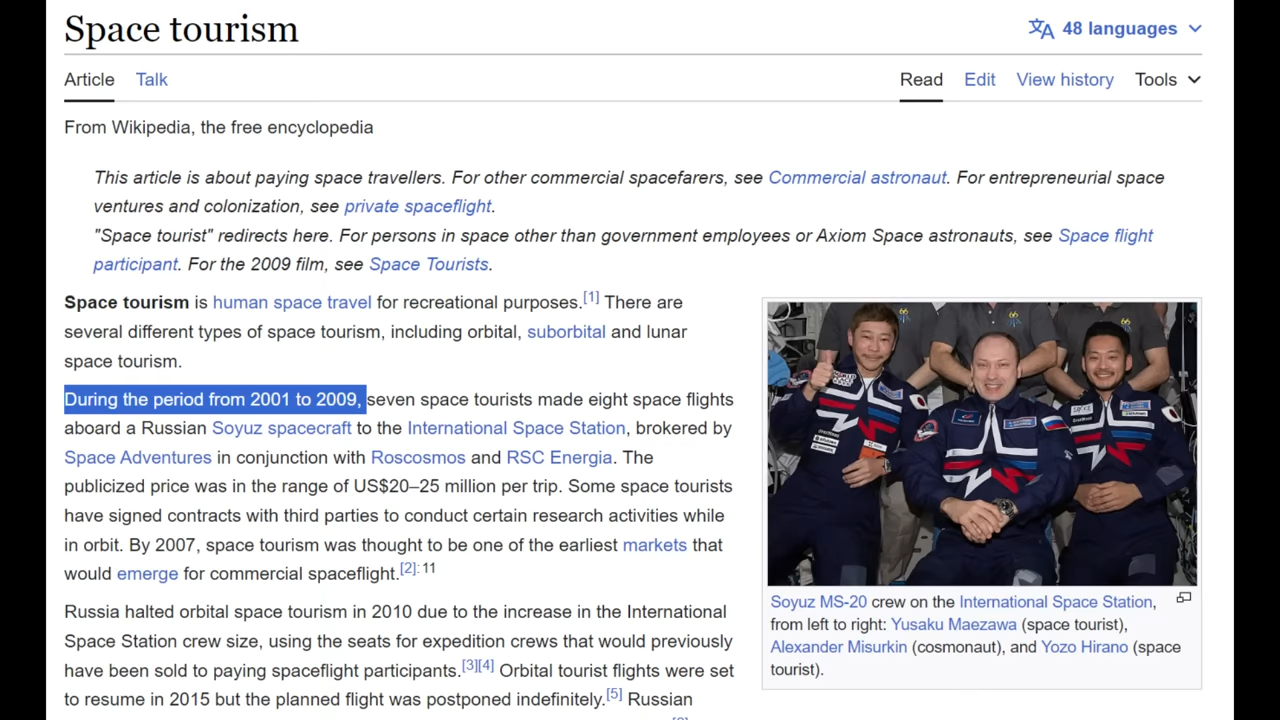 Space tourism
48 languages
Article Talk
Read Edit View history Tools
From Wikipedia, the free encyclopedia
This article is about paying space travellers. For other commercial spacefarers, see Commercial astronaut. For entrepreneurial space
ventures and colonization, see private spaceflight.
"Space tourist" redirects here. For persons in space other than government employees or Axiom Space astronauts, see Space flight
participant. For the 2009 film, see Space Tourists.
Space tourism is human space travel for recreational purposes.[1] There are
several different types of space tourism, including orbital, suborbital and lunar
space tourism.
During the period from 2001 to 2009, seven space tourists made eight space flights
aboard a Russian Soyuz spacecraft to the International Space Station, brokered by
Space Adventures in conjunction with Roscosmos and RSC Energia. The
publicized price was in the range of US$20–25 million per trip. Some space tourists
have signed contracts with third parties to conduct certain research activities while
in orbit. By 2007, space tourism was thought to be one of the earliest markets that
would emerge for commercial spaceflight.[2]: 11
Russia halted orbital space tourism in 2010 due to the increase in the International
Space Station crew size, using the seats for expedition crews that would previously
have been sold to paying spaceflight participants.[3][4] Orbital tourist flights were set
to resume in 2015 but the planned flight was postponed indefinitely.[5] Russian
66
66
66
Soyuz MS-20 crew on the International Space Station,
from left to right: Yusaku Maezawa (space tourist),
Alexander Misurkin (cosmonaut), and Yozo Hirano (space
tourist).